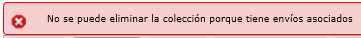 No se puede eliminar la colección porque tiene envíos asociados